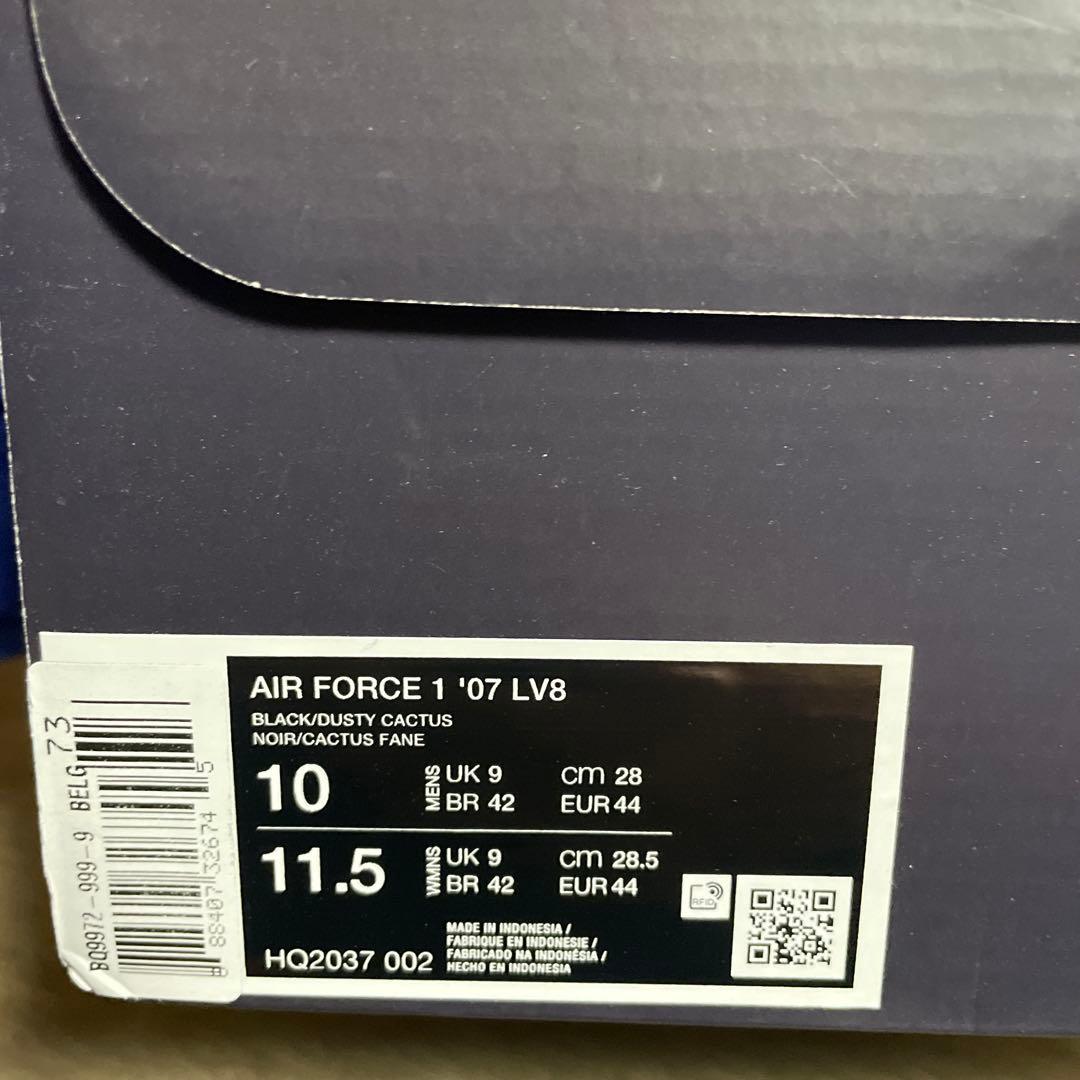 AIR FORCE 1 '07 LV8
BLACK/DUSTY CACTUS
NOIR/CACTUS FANE
10 MENS UK 9 cm 28
BR 42 EUR 44
11.5 WMNS UK 9 cm 28.5
BR 42 EUR 44
RFID
HQ2037 002
MADE IN INDONESIA /
FABRIQUE EN INDONESIE /
FABRICADO NA INDONÉSIA /
HECHO EN INDONESIA
BQ9972-999-9 BELG 73
88407 32674 5